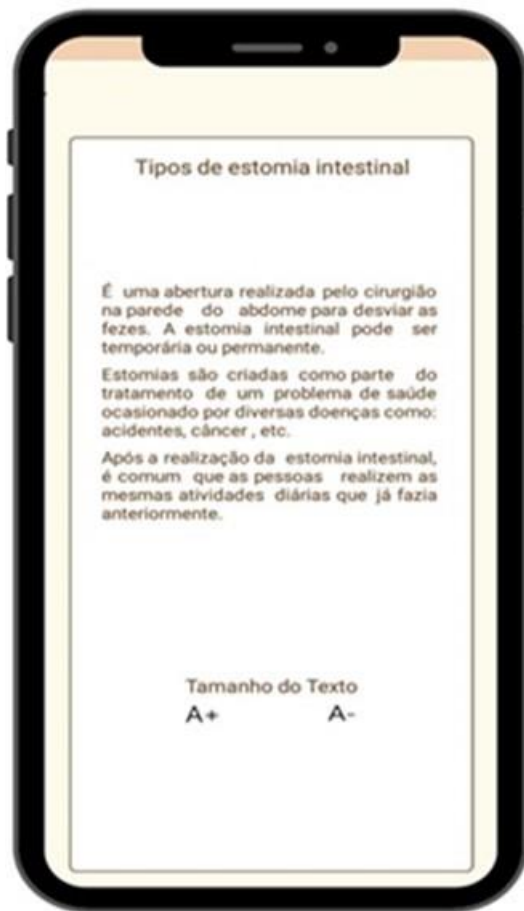 Tipos de estomia intestinal
É uma abertura realizada pelo cirurgião
na parede do abdome para desviar as
fezes. A estomia intestinal pode ser
temporária ou permanente.
Estomias são criadas como parte do
tratamento de um problema de saúde
ocasionado por diversas doenças como:
acidentes, câncer , etc.
Após a realização da estomia intestinal,
é comum que as pessoas realizem as
mesmas atividades diárias que já fazia
anteriormente.
Tamanho do Texto
A+ A-